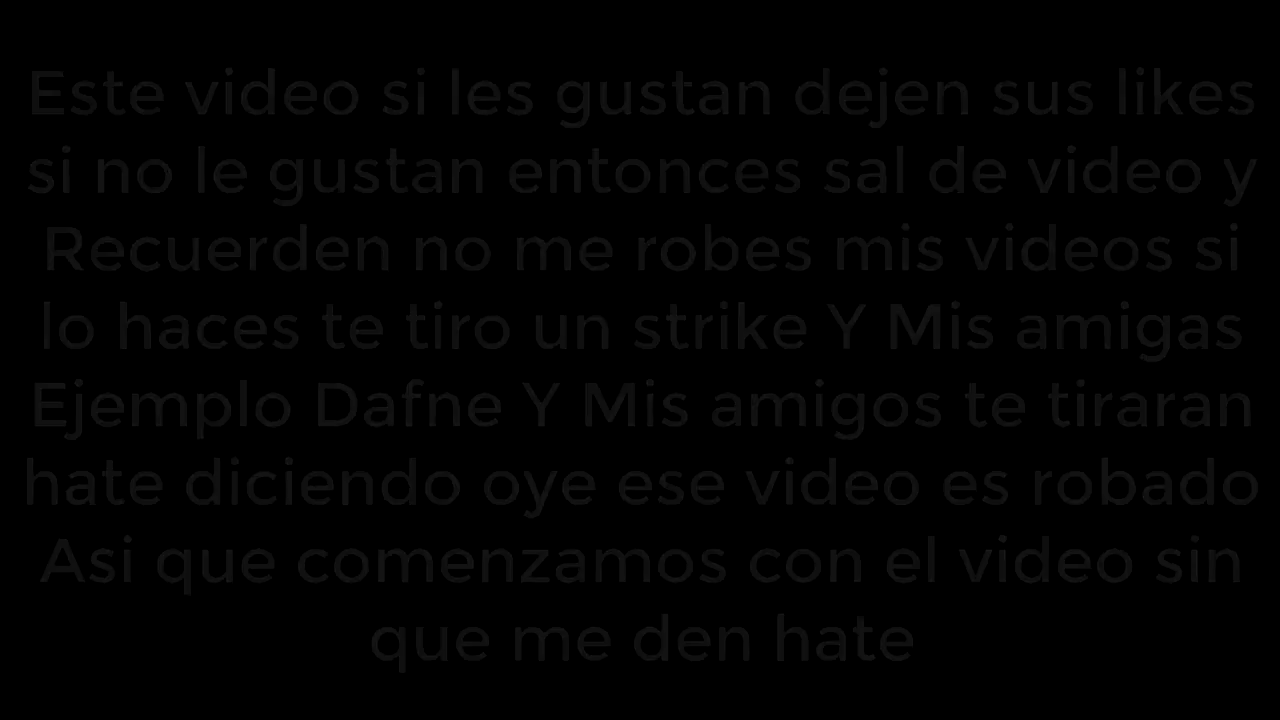 Este video si les gustan dejen sus likes
si no le gustan entonces sal de video y
Recuerden no me robes mis videos si
lo haces te tiro un strike Y Mis amigas
Ejemplo Dafne Y Mis amigos te tiraran
hate diciendo oye ese video es robado
Asi que comenzamos con el video sin
que me den hate